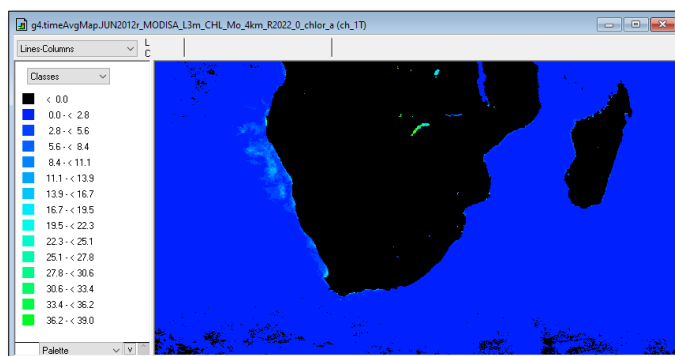 g4.timeAvgMap.JUN2012r_MODISA_L3m_CHL_Mo_4km_R2022_0_chlor_a (ch_1T)
Lines-Columns
L
C
Classes
< 0.0
0.0 - < 2.8
2.8 - < 5.6
5.6 - < 8.4
8.4 - < 11.1
11.1 - < 13.9
13.9 - < 16.7
16.7 - < 19.5
19.5 - < 22.3
22.3 - < 25.1
25.1 - < 27.8
27.8 - < 30.6
30.6 - < 33.4
33.4 - < 36.2
36.2 - < 39.0
Palette
v